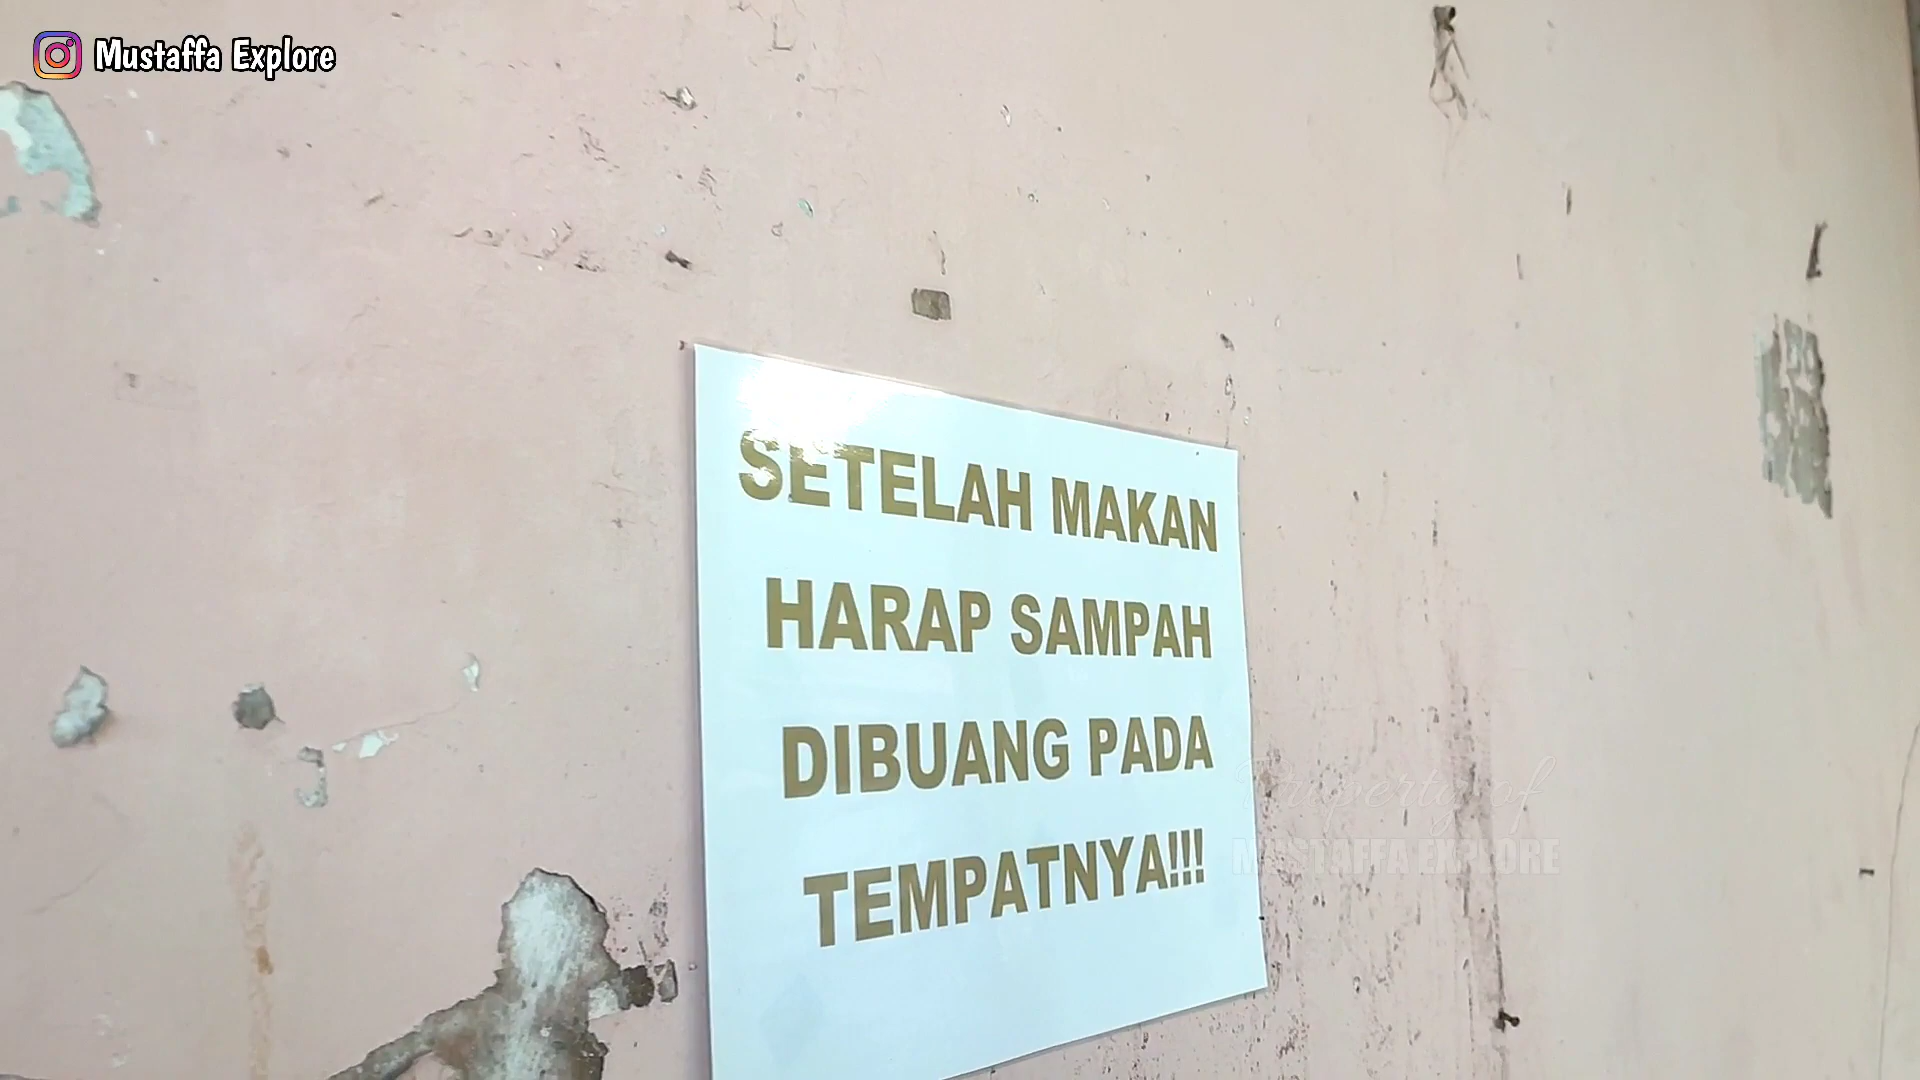 Mustaffa Explore
SETELAH MAKAN
HARAP SAMPAH
DIBUANG PADA
TEMPATNYA!!!
Property of
MUSTAFFA EXPLORE